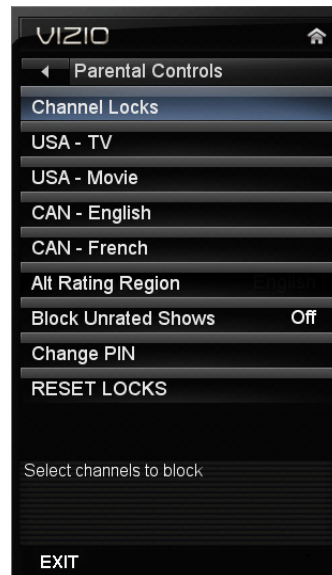 VIZIO
Parental Controls
Channel Locks
USA - TV
USA - Movie
CAN - English
CAN - French
Alt Rating Region English
Block Unrated Shows Off
Change PIN
RESET LOCKS
Select channels to block
EXIT